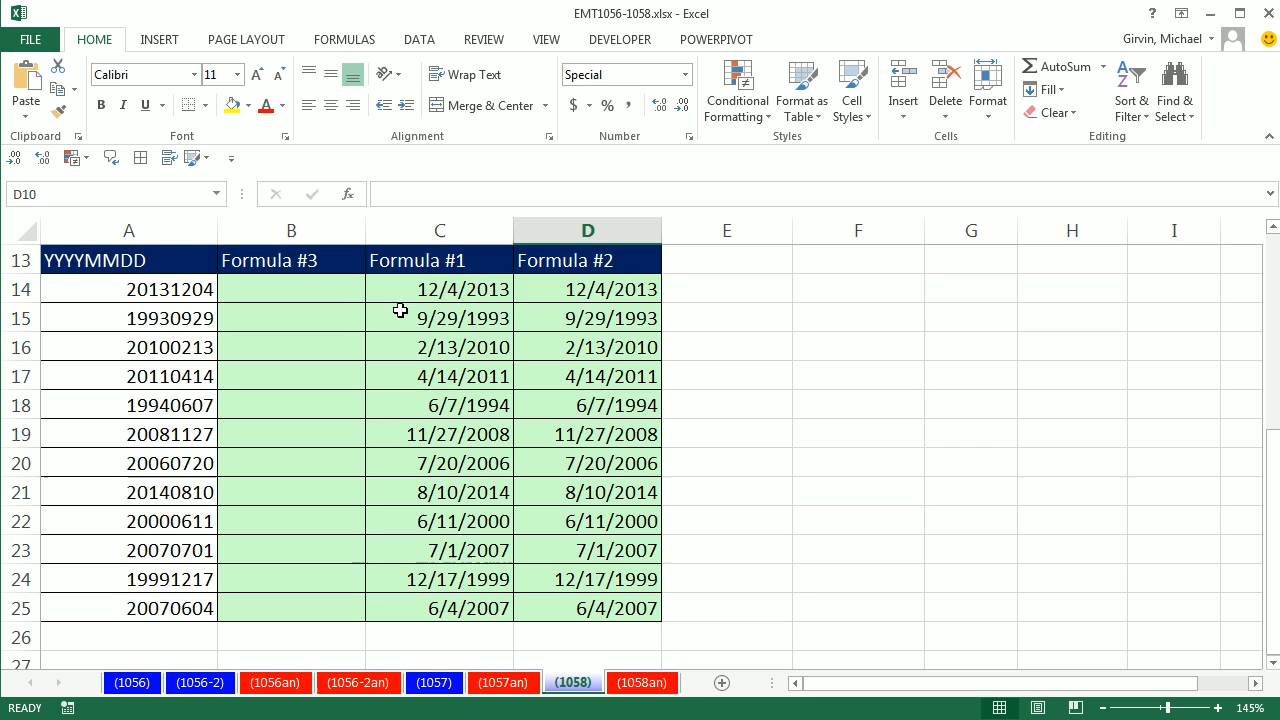 EMT1056-1058.xlsx - Excel
?
FILE HOME INSERT PAGE LAYOUT FORMULAS DATA REVIEW VIEW DEVELOPER POWERPIVOT Girvin, Michael
Paste
Calibri 11
B I U A
A A
Wrap Text
Merge & Center
Special
$ % ,
Conditional Formatting
Format as Table
Cell Styles
Insert
Delete
Format
AutoSum
Fill
Clear
Sort & Filter
Find & Select
Clipboard Font Alignment Number Styles Cells Editing
D10 fx
A B C D E F G H I
13 YYYYMMDD Formula #3 Formula #1 Formula #2
14 20131204 12/4/2013 12/4/2013
15 19930929 9/29/1993 9/29/1993
16 20100213 2/13/2010 2/13/2010
17 20110414 4/14/2011 4/14/2011
18 19940607 6/7/1994 6/7/1994
19 20081127 11/27/2008 11/27/2008
20 20060720 7/20/2006 7/20/2006
21 20140810 8/10/2014 8/10/2014
22 20000611 6/11/2000 6/11/2000
23 20070701 7/1/2007 7/1/2007
24 19991217 12/17/1999 12/17/1999
25 20070604 6/4/2007 6/4/2007
26
27
(1056) (1056-2) (1056an) (1056-2an) (1057) (1057an) (1058) (1058an)
READY 145%